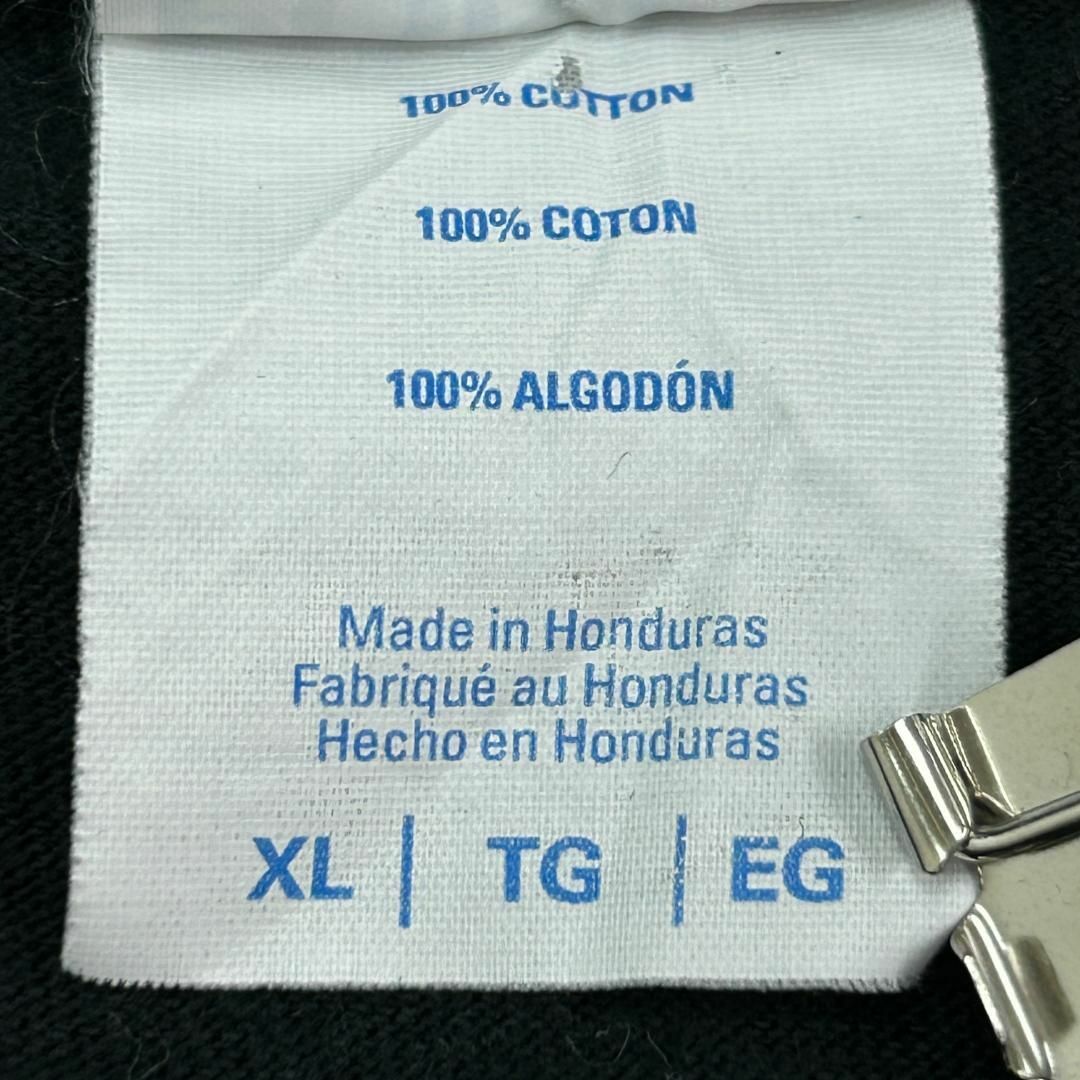 100% COTTON
100% COTON
100% ALGODÓN
Made in Honduras
Fabriqué au Honduras
Hecho en Honduras
XL | TG | EG